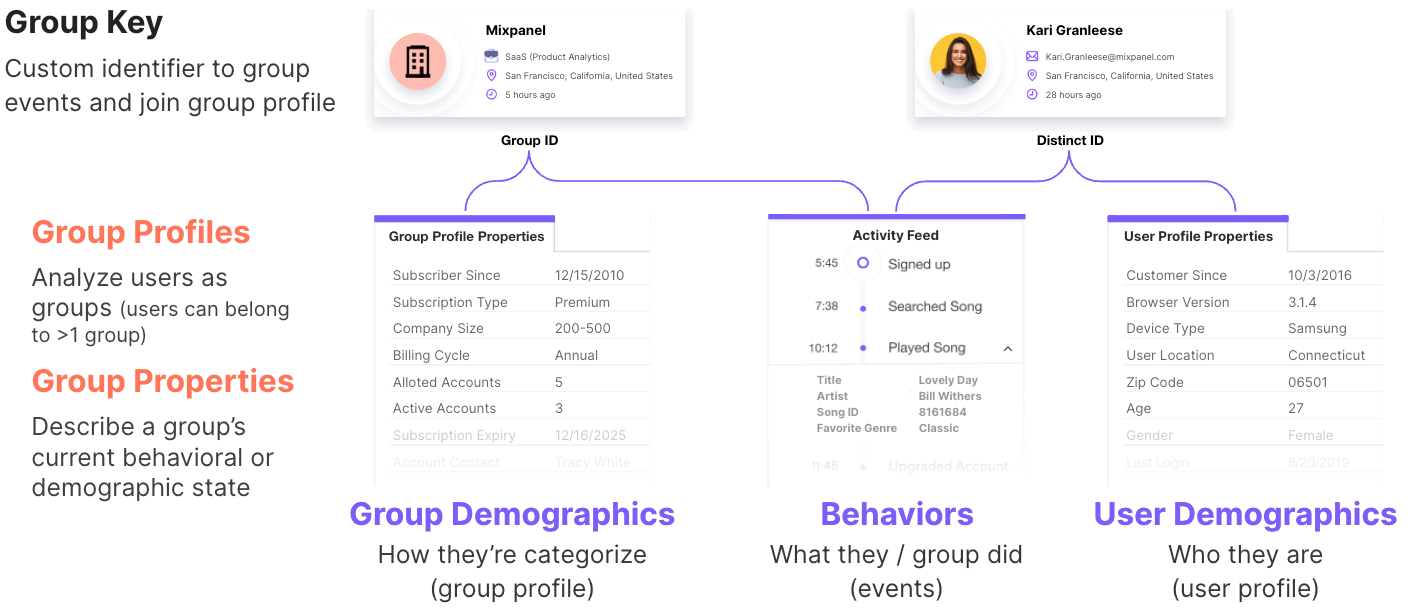 Group Key
Custom identifier to group
events and join group profile
Mixpanel
SaaS (Product Analytics)
San Francisco, California, United States
5 hours ago
Kari Granleese
Kari.Granleese@mixpanel.com
San Francisco, California, United States
28 hours ago
Group ID
Distinct ID
Group Profiles
Analyze users as
groups (users can belong
to >1 group)
Group Properties
Describe a group’s
current behavioral or
demographic state
Group Profile Properties
Subscriber Since 12/15/2010
Subscription Type Premium
Company Size 200-500
Billing Cycle Annual
Alloted Accounts 5
Active Accounts 3
Subscription Expiry 12/16/2025
Account Contact Tracy White
Activity Feed
5:45 Signed up
7:38 Searched Song
10:12 Played Song
Title Lovely Day
Artist Bill Withers
Song ID 8161684
Favorite Genre Classic
11:45 Upgraded Account
User Profile Properties
Customer Since 10/3/2016
Browser Version 3.1.4
Device Type Samsung
User Location Connecticut
Zip Code 06501
Age 27
Gender Female
Last Login 8/20/2019
Group Demographics
How they’re categorize
(group profile)
Behaviors
What they / group did
(events)
User Demographics
Who they are
(user profile)